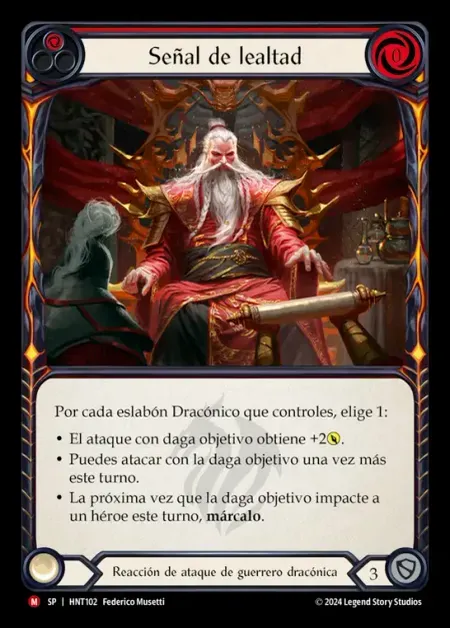 Señal de lealtad
0
Por cada eslabón Dracónico que controles, elige 1:
• El ataque con daga objetivo obtiene +2.
• Puedes atacar con la daga objetivo una vez más
este turno.
• La próxima vez que la daga objetivo impacte a
un héroe este turno, márcalo.
Reacción de ataque de guerrero dracónica
3
M SP | HNT102 Federico Musetti
© 2024 Legend Story Studios